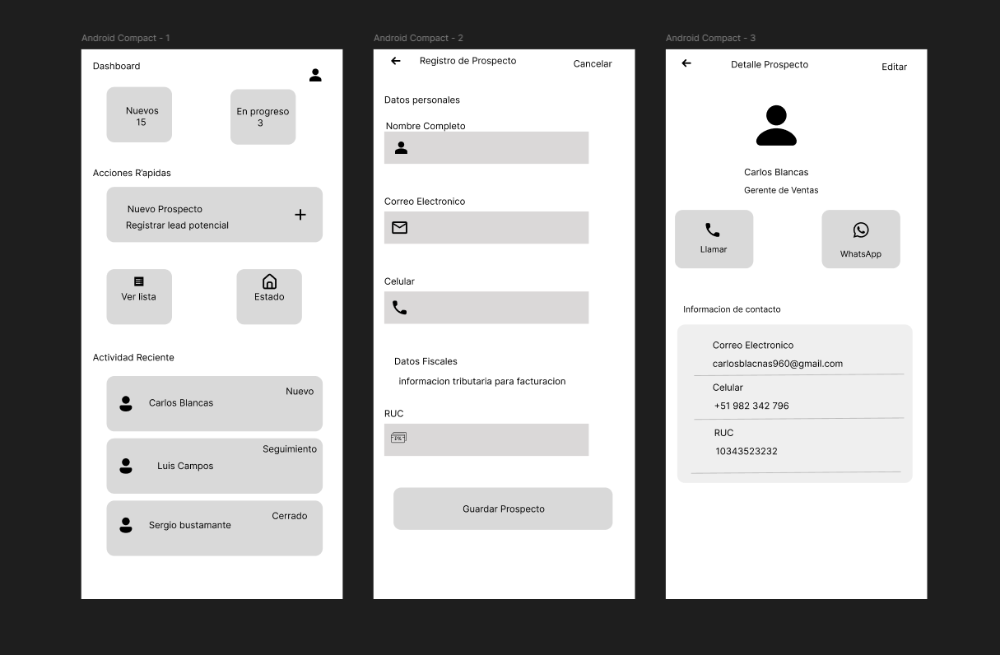 Android Compact - 1
Dashboard
Nuevos
15
En progreso
3
Acciones R'apidas
Nuevo Prospecto
Registrar lead potencial
Ver lista
Estado
Actividad Reciente
Nuevo
Carlos Blancas
Seguimiento
Luis Campos
Cerrado
Sergio bustamante
Android Compact - 2
Registro de Prospecto
Cancelar
Datos personales
Nombre Completo
Correo Electronico
Celular
Datos Fiscales
informacion tributaria para facturacion
RUC
Guardar Prospecto
Android Compact - 3
Detalle Prospecto
Editar
Carlos Blancas
Gerente de Ventas
Llamar
WhatsApp
Informacion de contacto
Correo Electronico
carlosblacnas960@gmail.com
Celular
+51 982 342 796
RUC
10343523232